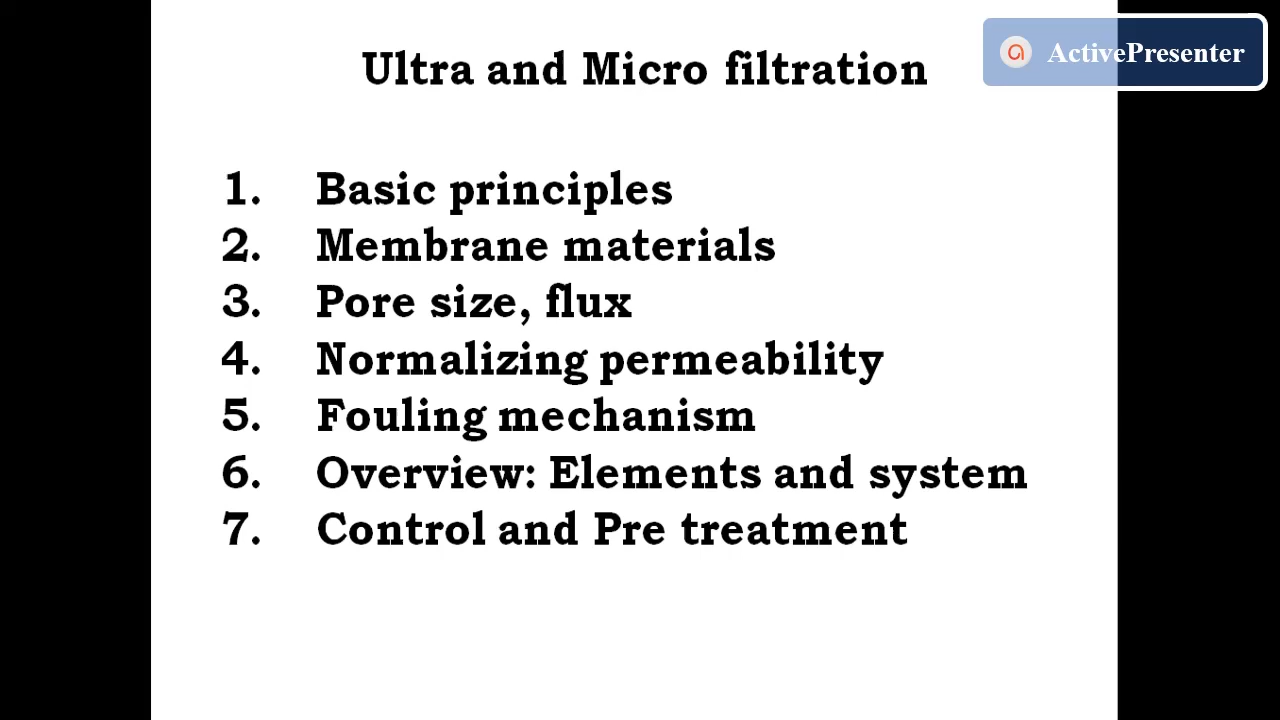 ActivePresenter
Ultra and Micro filtration
1. Basic principles
2. Membrane materials
3. Pore size, flux
4. Normalizing permeability
5. Fouling mechanism
6. Overview: Elements and system
7. Control and Pre treatment